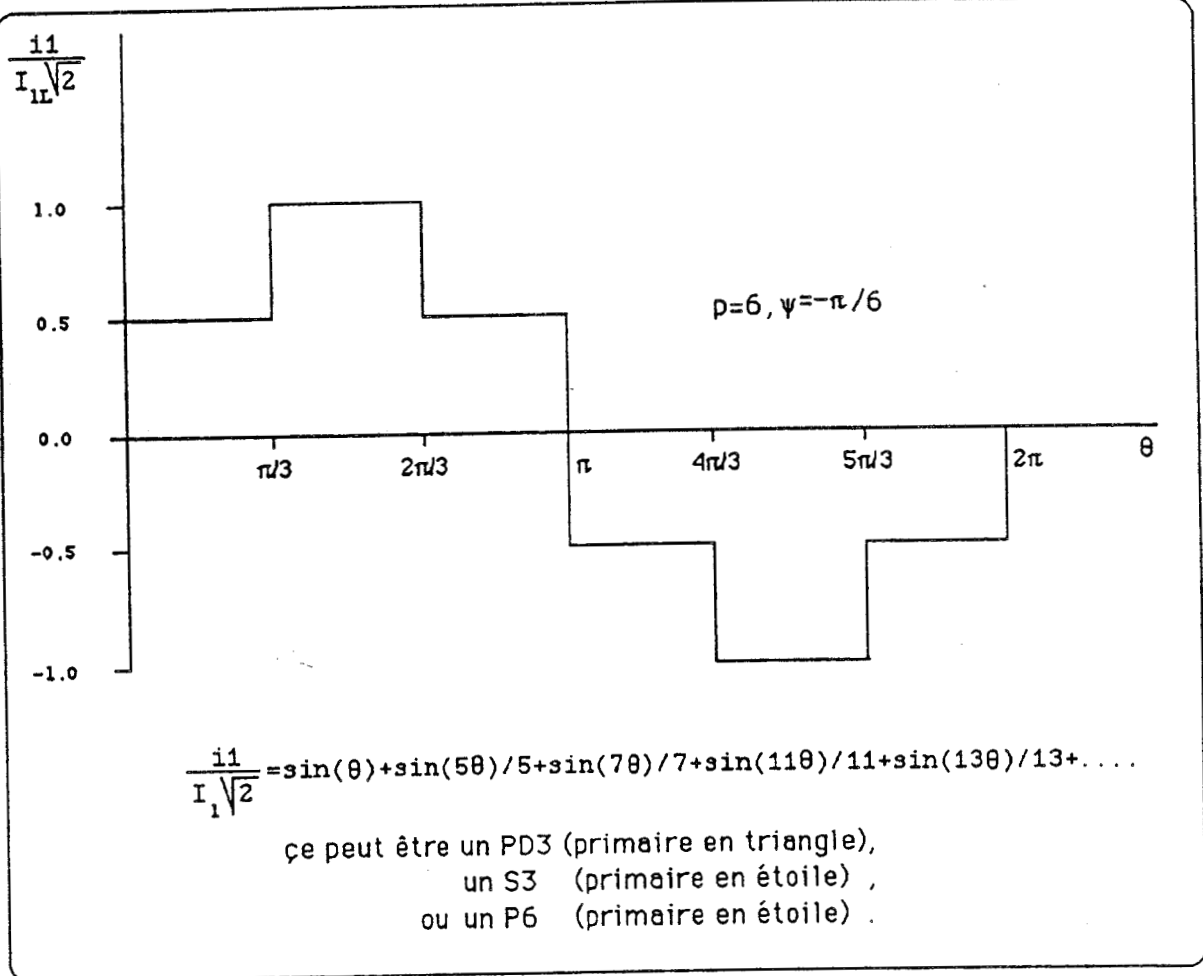 i1
I1L√2
1.0
0.5
0.0
-0.5
-1.0
p=6, ψ=-π/6
π/3 2π/3 π 4π/3 5π/3 2π θ
i1/I1√2 =sin(θ)+sin(5θ)/5+sin(7θ)/7+sin(11θ)/11+sin(13θ)/13+....
çe peut être un PD3 (primaire en triangle),
un S3 (primaire en étoile) ,
ou un P6 (primaire en étoile) .